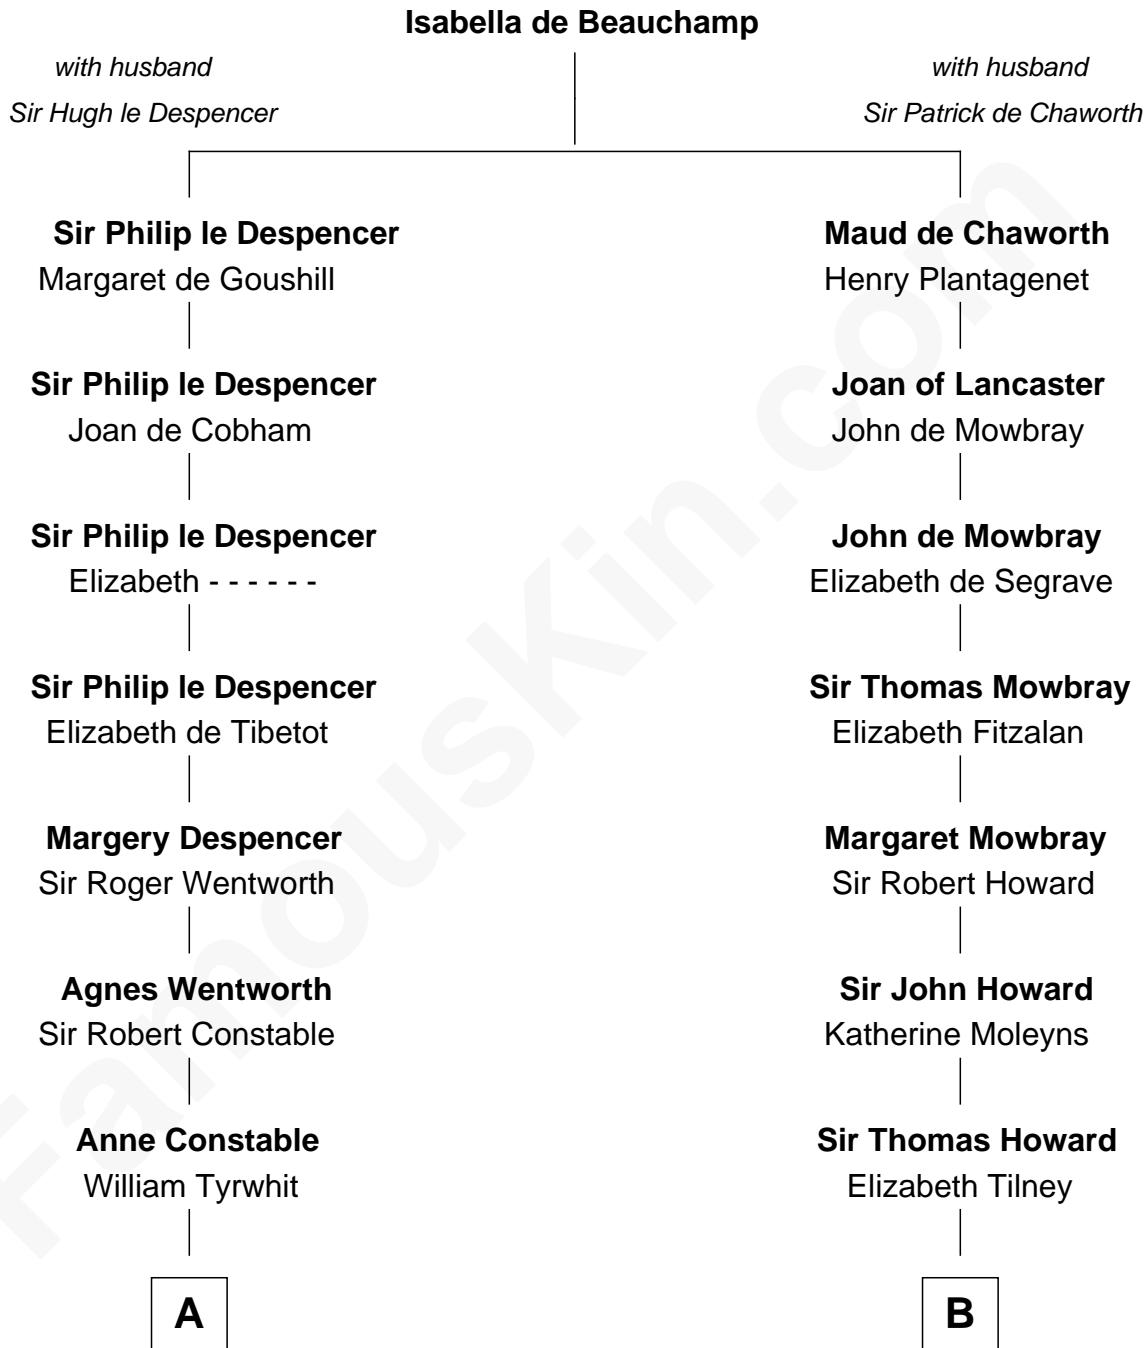 Isabella de Beauchamp
with husband
Sir Hugh le Despencer
with husband
Sir Patrick de Chaworth
Sir Philip le Despencer
Margaret de Goushill
Maud de Chaworth
Henry Plantagenet
Sir Philip le Despencer
Joan de Cobham
Joan of Lancaster
John de Mowbray
Sir Philip le Despencer
Elizabeth - - - - - -
John de Mowbray
Elizabeth de Segrave
Sir Philip le Despencer
Elizabeth de Tibetot
Sir Thomas Mowbray
Elizabeth Fitzalan
Margery Despencer
Sir Roger Wentworth
Margaret Mowbray
Sir Robert Howard
Agnes Wentworth
Sir Robert Constable
Sir John Howard
Katherine Moleyns
Anne Constable
William Tyrwhit
Sir Thomas Howard
Elizabeth Tilney
A
B
FamousKin.com